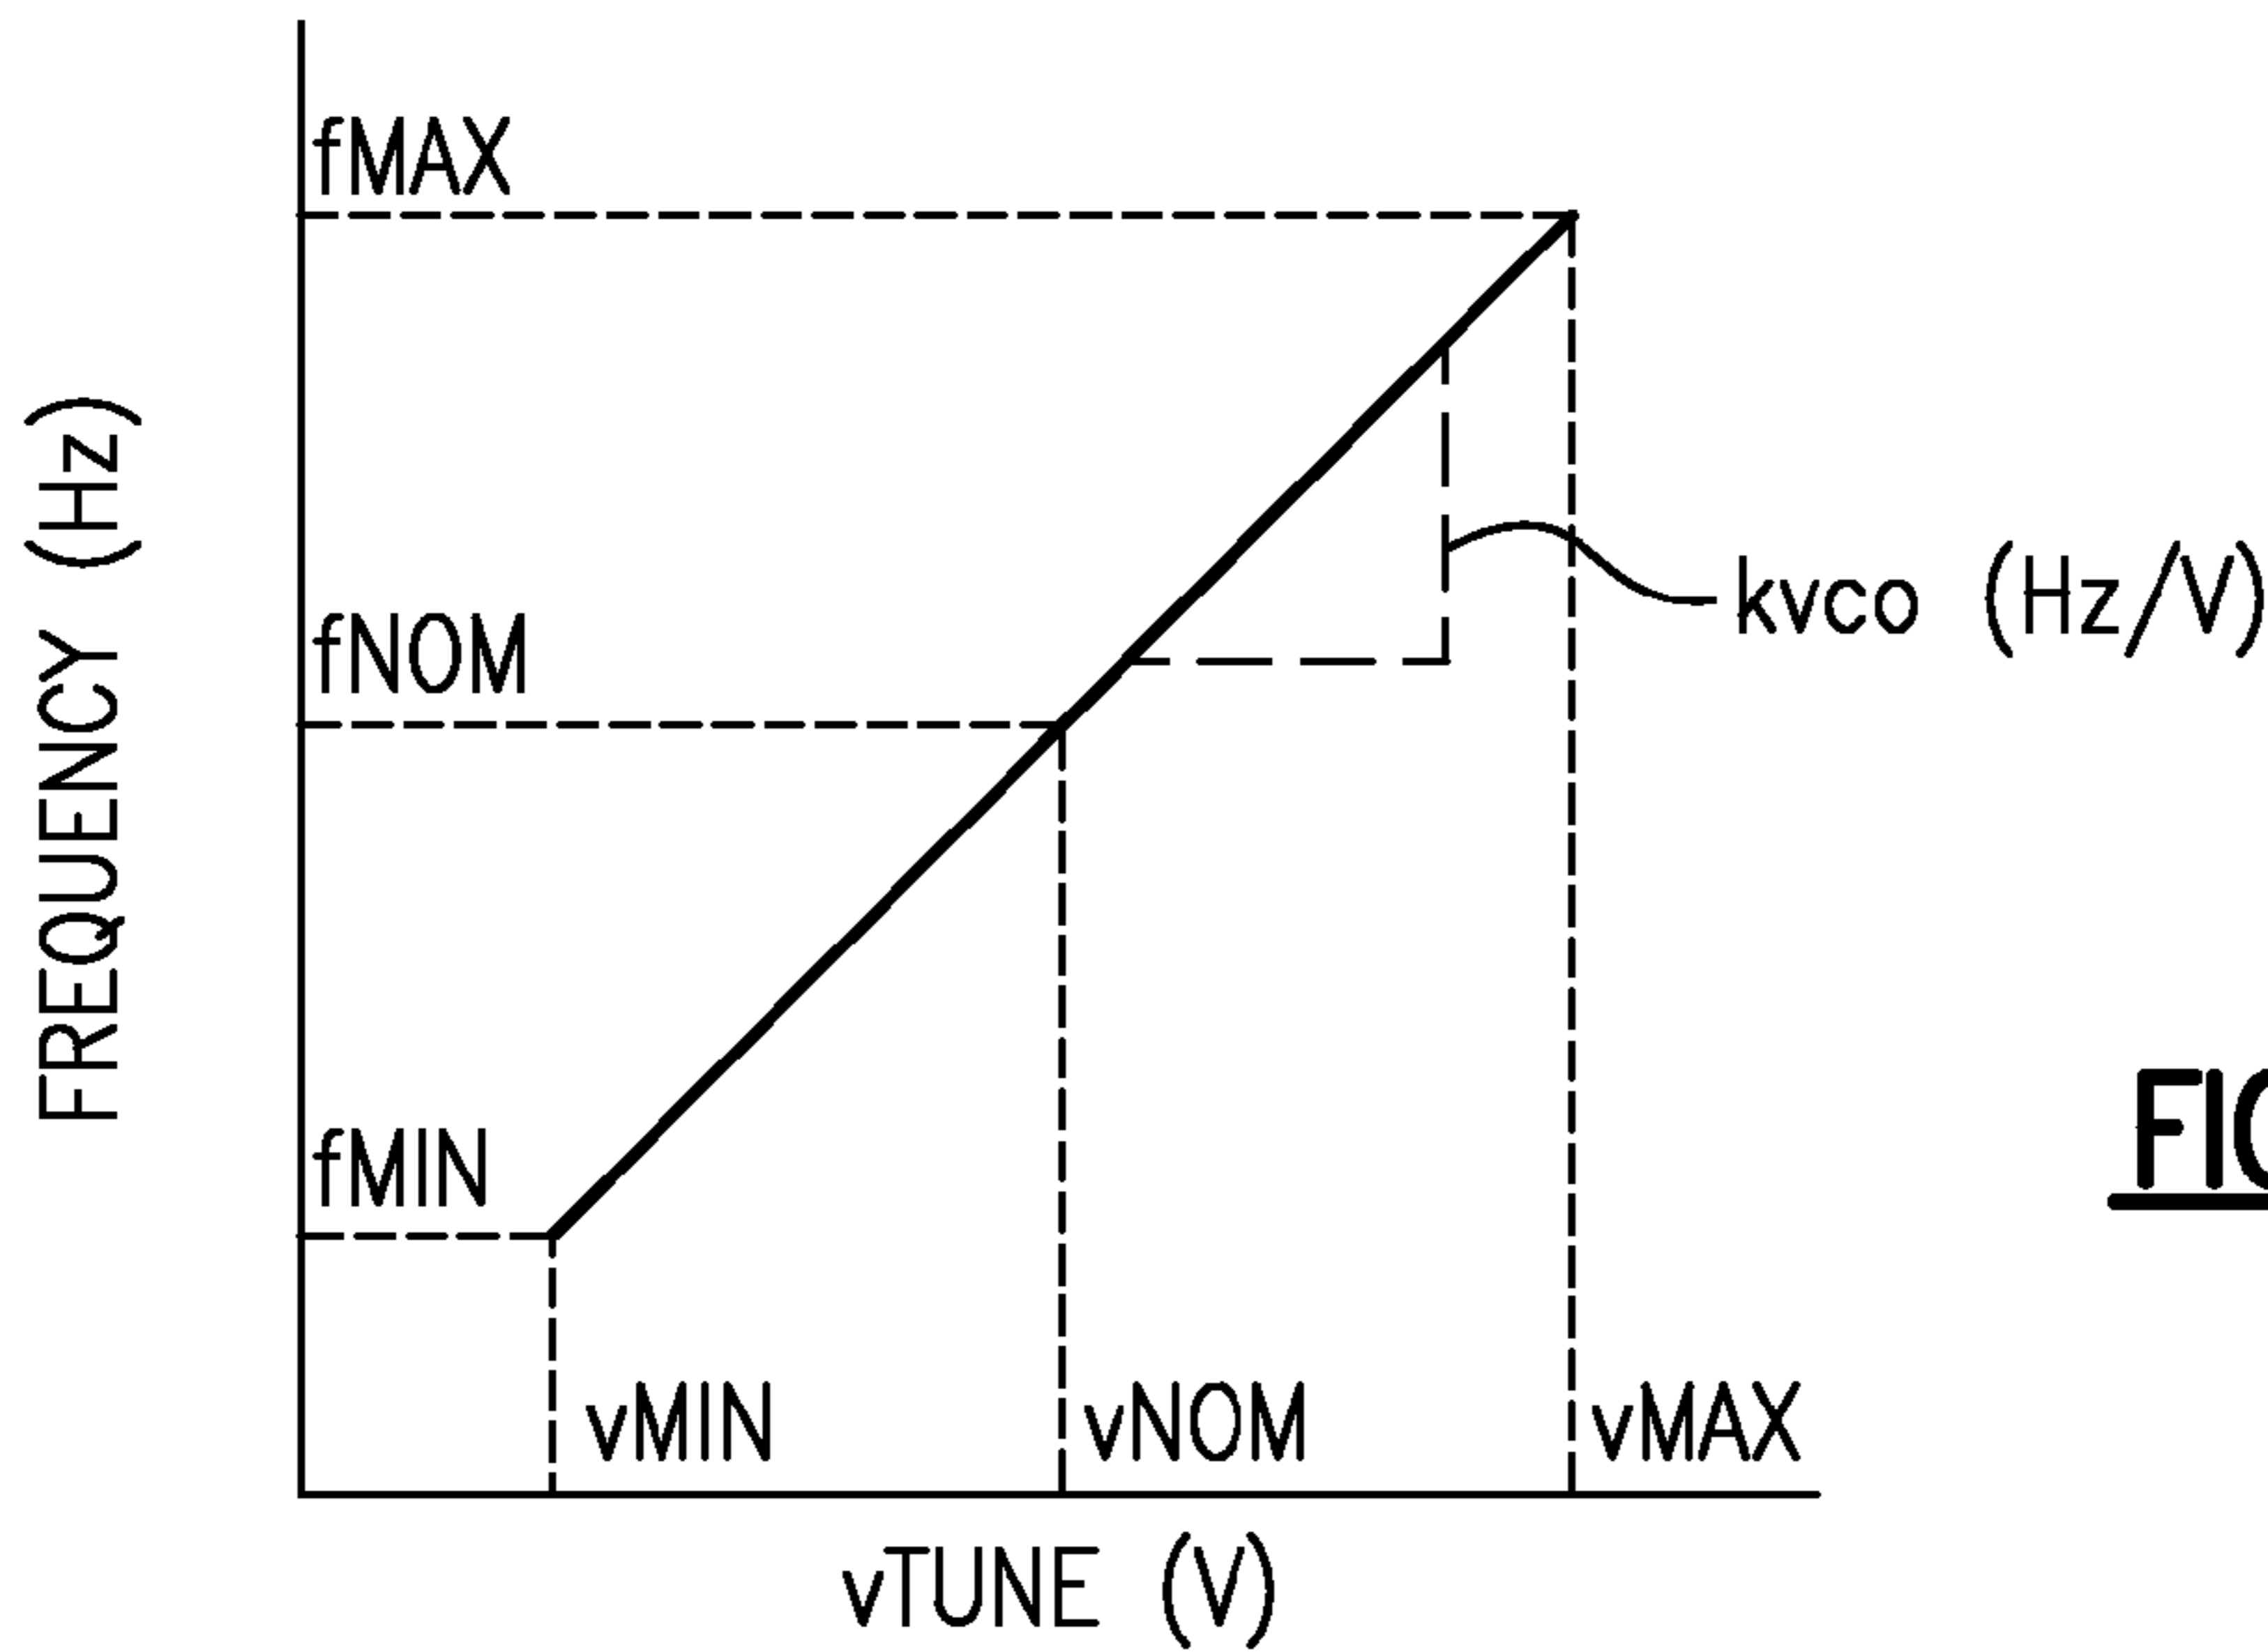 fMAX
FREQUENCY (Hz)
fNOM
kvco (Hz/V)
fMIN
vMIN
vNOM
vMAX
vTUNE (V)